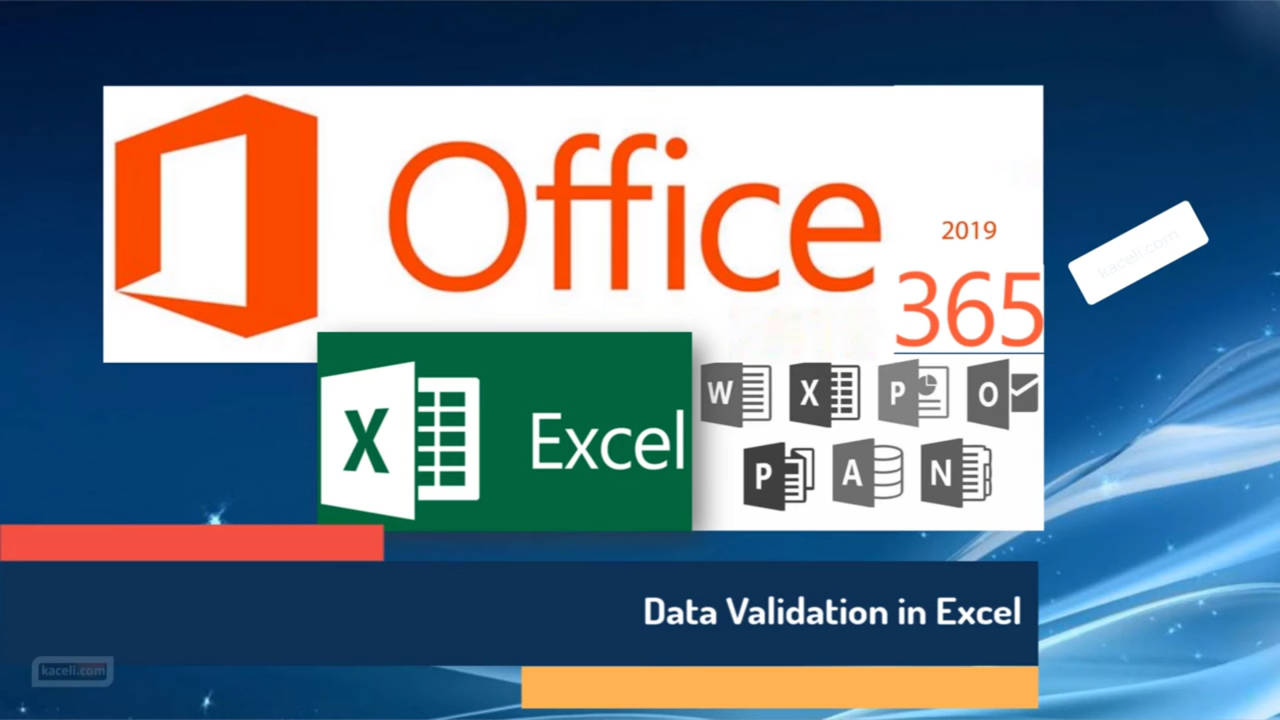 Office
2019
365
kaceli.com
X Excel
W X P O
P A N
Data Validation in Excel
kaceli.com